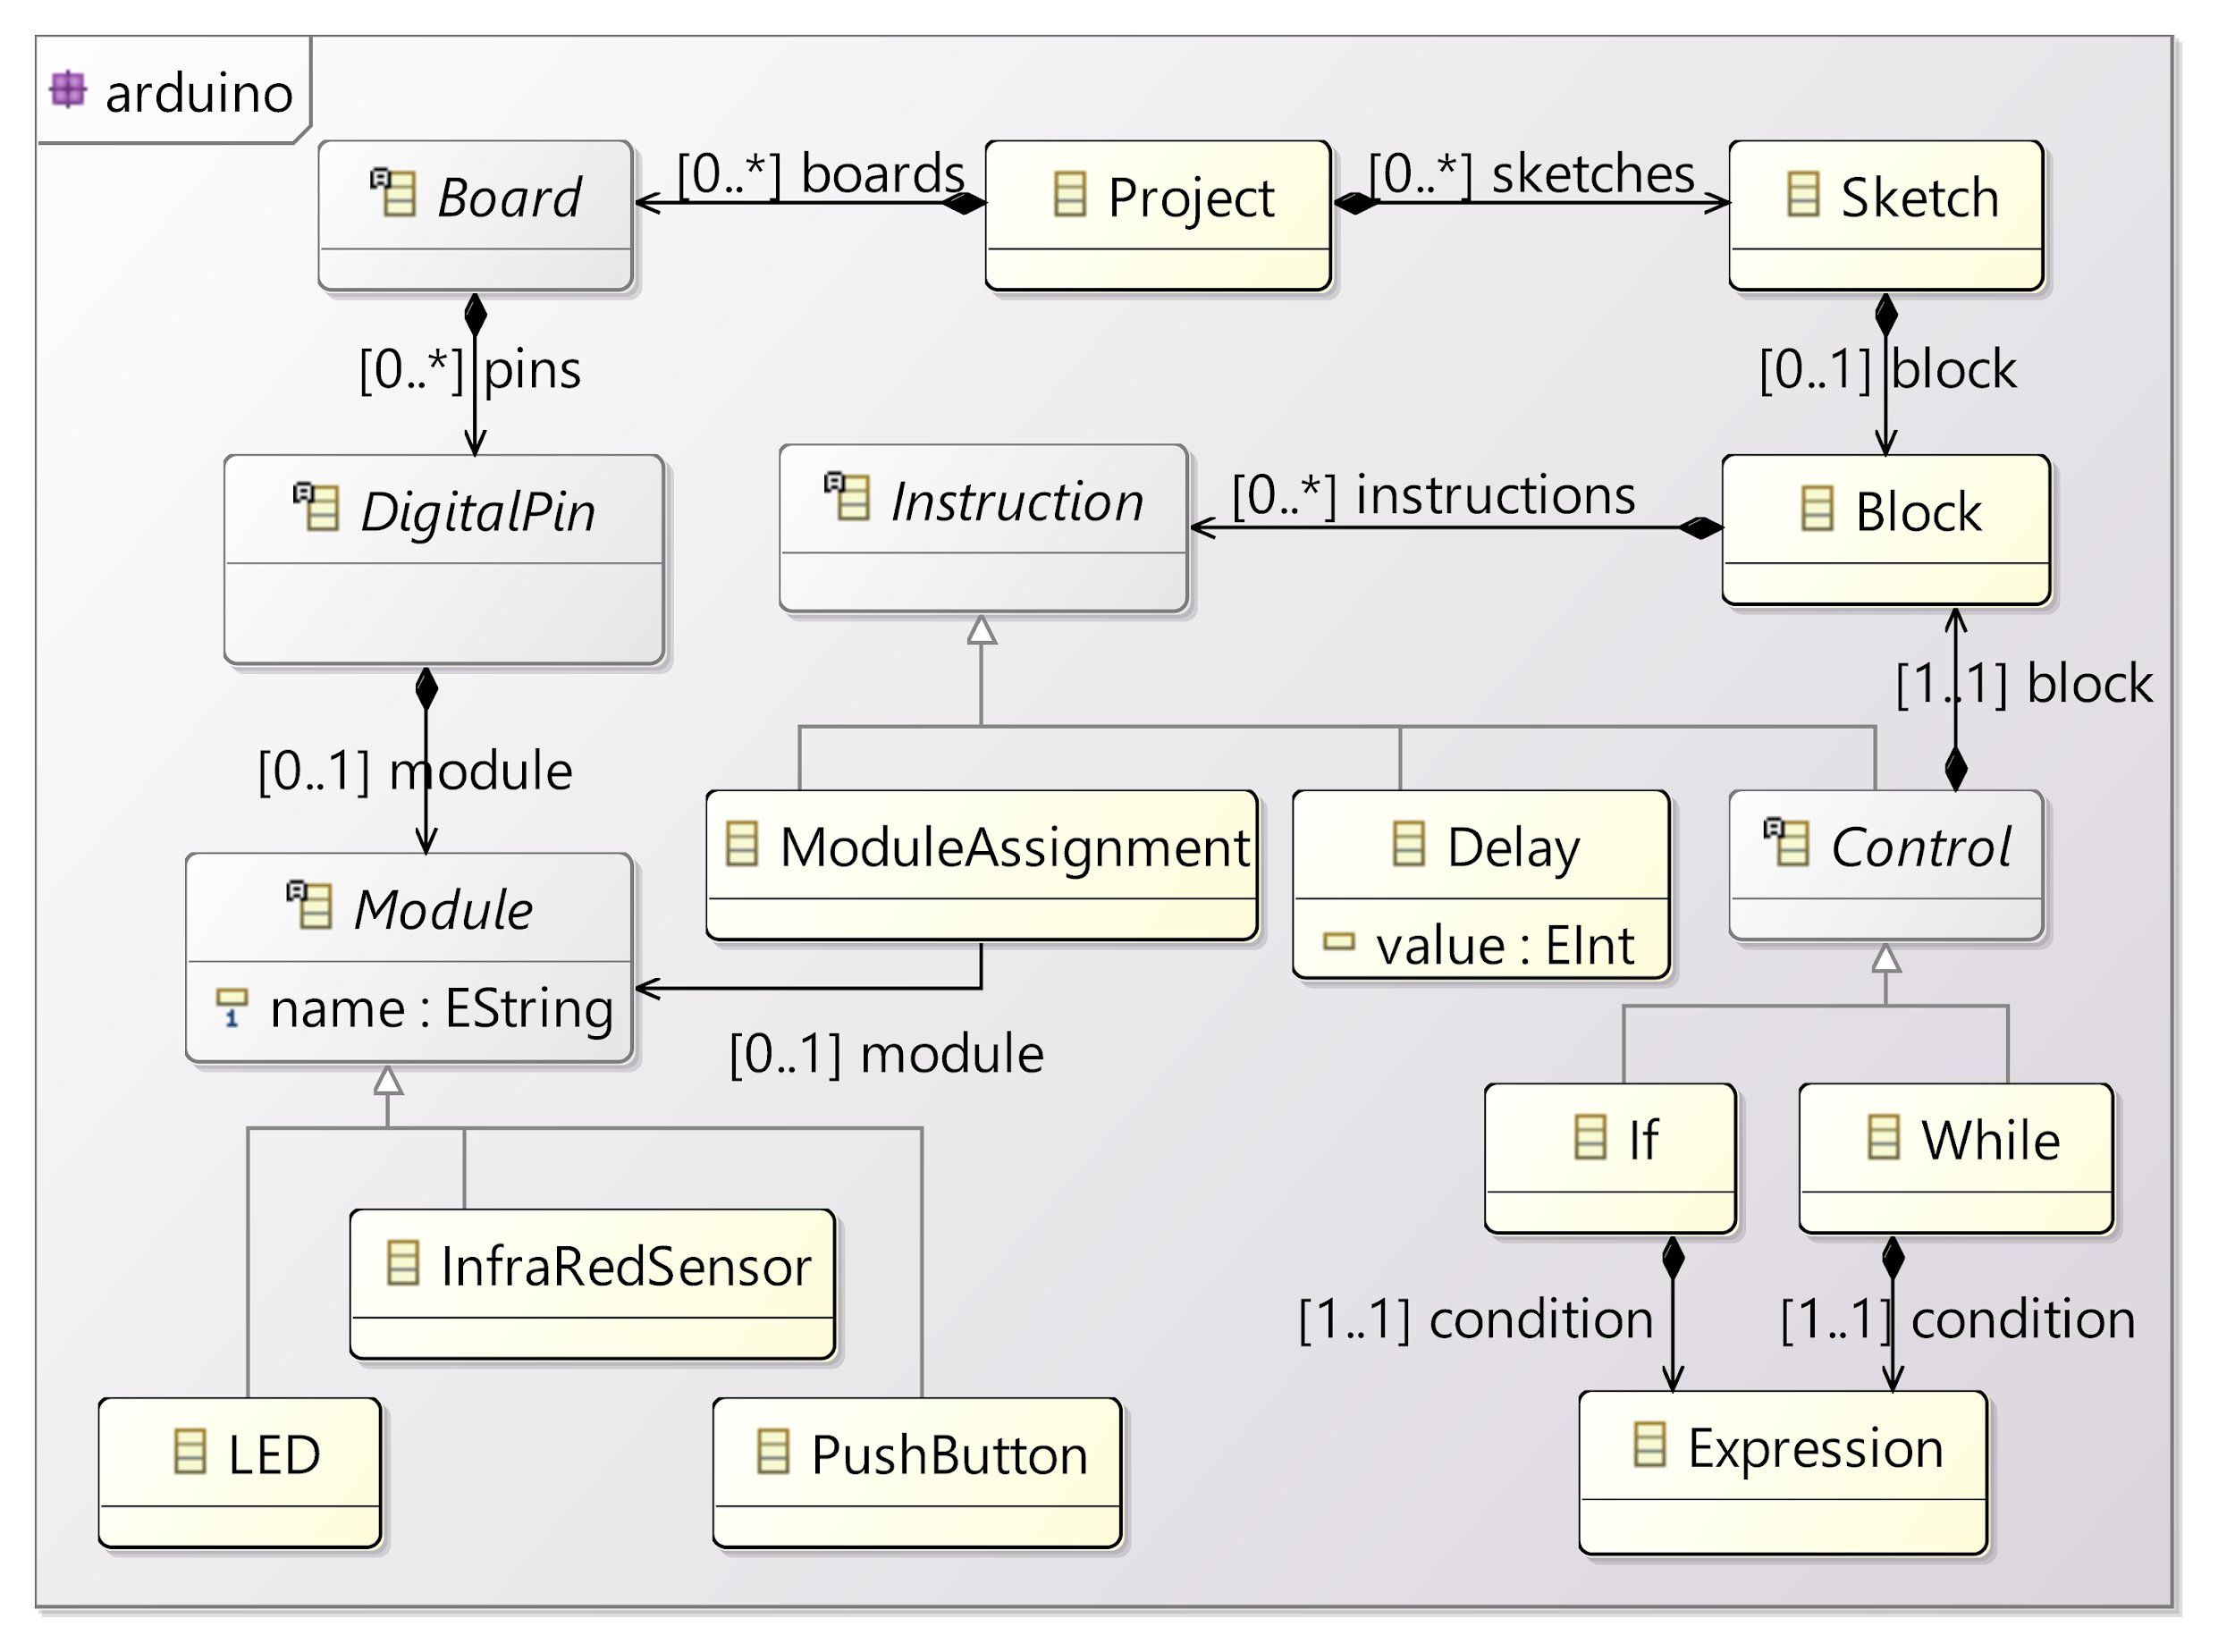 arduino
Board
[0..*] boards
Project
[0..*] sketches
Sketch
[0..*] pins
[0..1] block
DigitalPin
Instruction
[0..*] instructions
Block
[1..1] block
[0..1] module
ModuleAssignment
Delay
value : EInt
Control
Module
name : EString
[0..1] module
If
While
InfraRedSensor
[1..1] condition
[1..1] condition
LED
PushButton
Expression